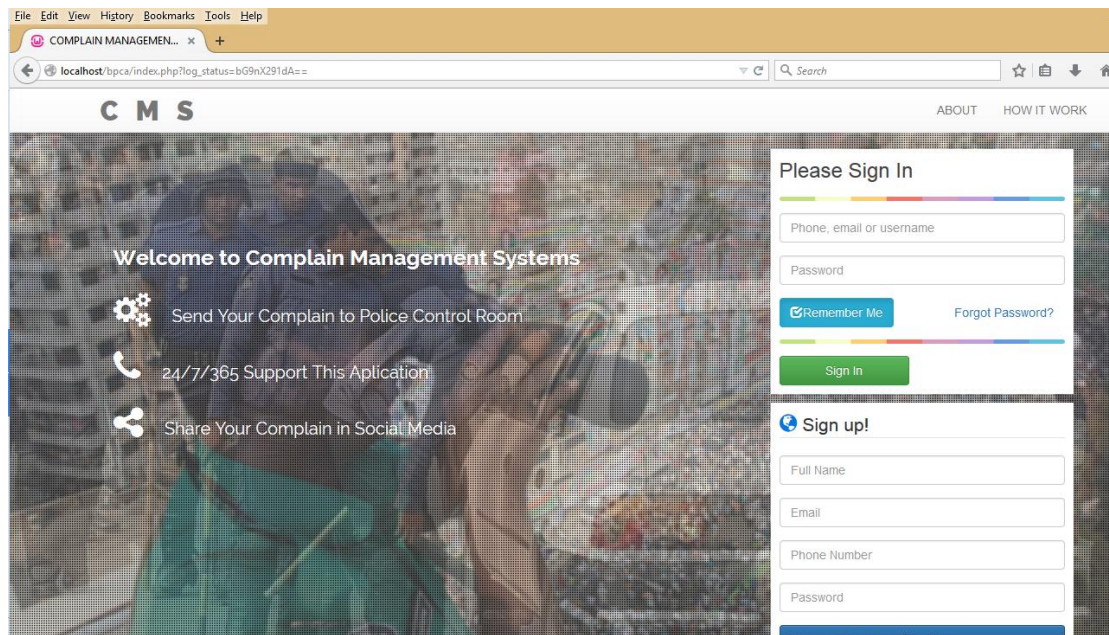 File Edit View History Bookmarks Tools Help
COMPLAIN MANAGEMEN... × +
localhost/bpca/index.php?log_status=bG9nX291dA==
Search
C M S
ABOUT HOW IT WORK
Welcome to Complain Management Systems
Send Your Complain to Police Control Room
24/7/365 Support This Aplication
Share Your Complain in Social Media
Please Sign In
Phone, email or username
Password
Remember Me Forgot Password?
Sign In
Sign up!
Full Name
Email
Phone Number
Password